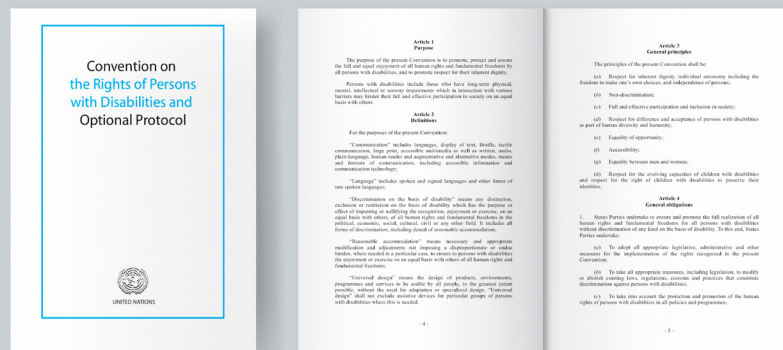 Convention on
the Rights of Persons
with Disabilities and
Optional Protocol
UNITED NATIONS
Article 1
Purpose
The purpose of the present Convention is to promote, protect and ensure
the full and equal enjoyment of all human rights and fundamental freedoms by
all persons with disabilities, and to promote respect for their inherent dignity.
Persons with disabilities include those who have long-term physical,
mental, intellectual or sensory impairments which in interaction with various
barriers may hinder their full and effective participation in society on an equal
basis with others.
Article 2
Definitions
For the purposes of the present Convention:
"Communication" includes languages, display of text, Braille, tactile
communication, large print, accessible multimedia as well as written, audio,
plain-language, human-reader and augmentative and alternative modes, means
and formats of communication, including accessible information and
communication technology;
"Language" includes spoken and signed languages and other forms of
non spoken languages;
"Discrimination on the basis of disability" means any distinction,
exclusion or restriction on the basis of disability which has the purpose or
effect of impairing or nullifying the recognition, enjoyment or exercise, on an
equal basis with others, of all human rights and fundamental freedoms in the
political, economic, social, cultural, civil or any other field. It includes all
forms of discrimination, including denial of reasonable accommodation;
"Reasonable accommodation" means necessary and appropriate
modification and adjustments not imposing a disproportionate or undue
burden, where needed in a particular case, to ensure to persons with disabilities
the enjoyment or exercise on an equal basis with others of all human rights and
fundamental freedoms;
"Universal design" means the design of products, environments,
programmes and services to be usable by all people, to the greatest extent
possible, without the need for adaptation or specialized design. "Universal
design" shall not exclude assistive devices for particular groups of persons
with disabilities where this is needed.
- 4 -
Article 3
General principles
The principles of the present Convention shall be:
(a) Respect for inherent dignity, individual autonomy including the
freedom to make one's own choices, and independence of persons;
(b) Non-discrimination;
(c) Full and effective participation and inclusion in society;
(d) Respect for difference and acceptance of persons with disabilities
as part of human diversity and humanity;
(e) Equality of opportunity;
(f) Accessibility;
(g) Equality between men and women;
(h) Respect for the evolving capacities of children with disabilities
and respect for the right of children with disabilities to preserve their
identities.
Article 4
General obligations
1. States Parties undertake to ensure and promote the full realization of all
human rights and fundamental freedoms for all persons with disabilities
without discrimination of any kind on the basis of disability. To this end, States
Parties undertake:
(a) To adopt all appropriate legislative, administrative and other
measures for the implementation of the rights recognized in the present
Convention;
(b) To take all appropriate measures, including legislation, to modify
or abolish existing laws, regulations, customs and practices that constitute
discrimination against persons with disabilities;
(c) To take into account the protection and promotion of the human
rights of persons with disabilities in all policies and programmes;
- 5 -